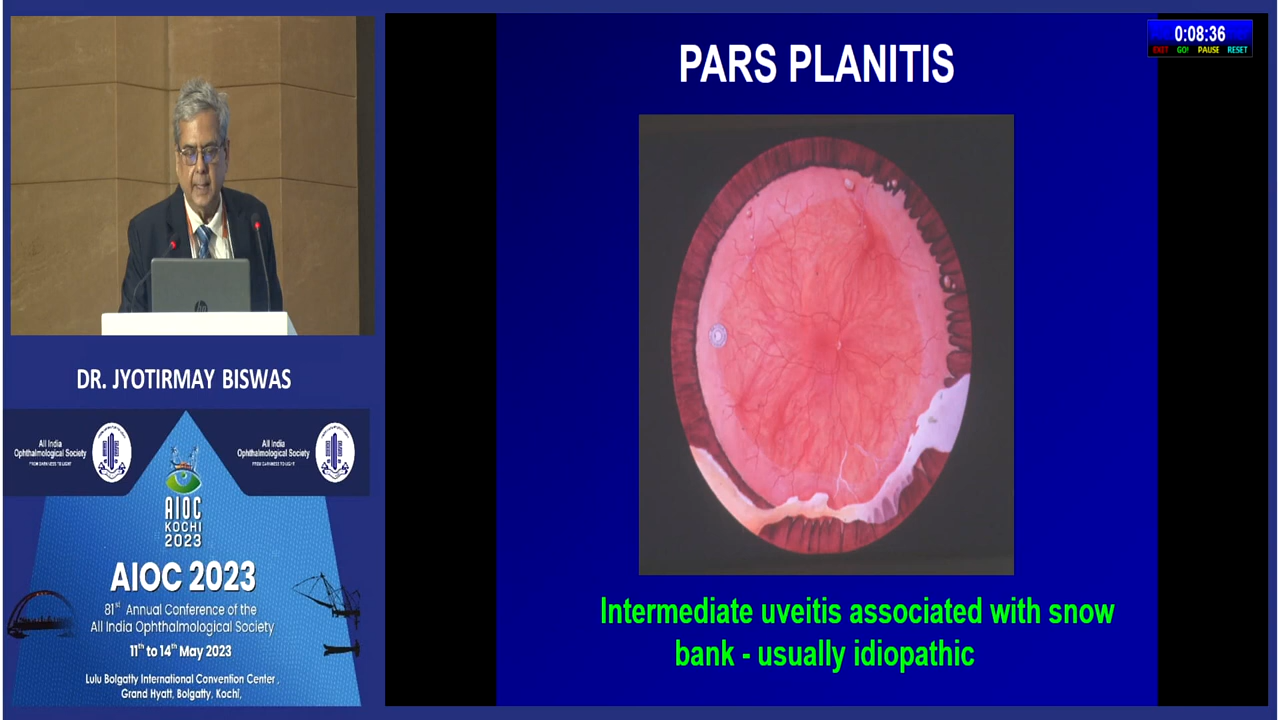 0:08:36
EXIT GO! PAUSE RESET
PARS PLANITIS
Intermediate uveitis associated with snow
bank - usually idiopathic
DR. JYOTIRMAY BISWAS
All India
Ophthalmological Society
FROM DARKNESS TO LIGHT
All India
Ophthalmological Society
FROM DARKNESS TO LIGHT
AIOC
KOCHI
2023
AIOC 2023
81st Annual Conference of the
All India Ophthalmological Society
11th to 14th May 2023
Lulu Bolgatty International Convention Center ,
Grand Hyatt, Bolgatty, Kochi,
hp